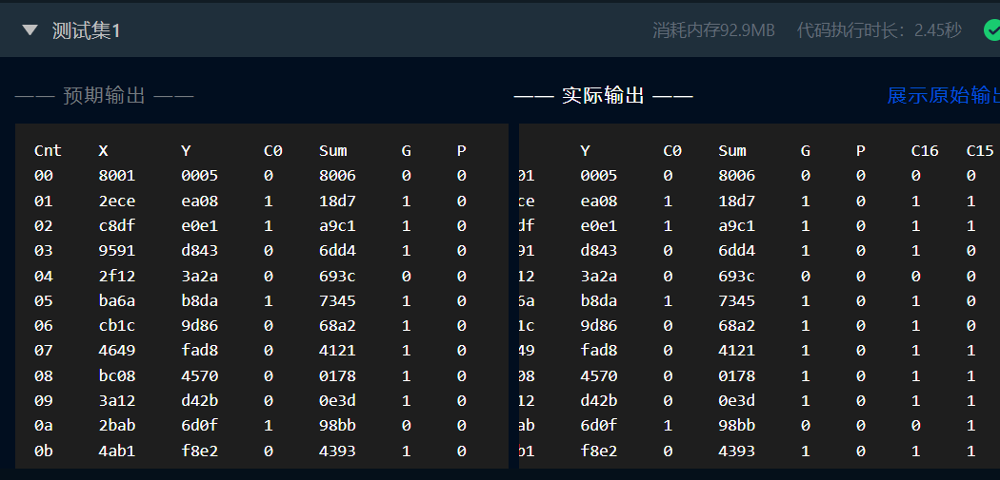 测试集1 消耗内存92.9MB 代码执行时长：2.45秒
—— 预期输出 ——
Cnt X Y C0 Sum G P
00 8001 0005 0 8006 0 0
01 2ece ea08 1 18d7 1 0
02 c8df e0e1 1 a9c1 1 0
03 9591 d843 0 6dd4 1 0
04 2f12 3a2a 0 693c 0 0
05 ba6a b8da 1 7345 1 0
06 cb1c 9d86 0 68a2 1 0
07 4649 fad8 0 4121 1 0
08 bc08 4570 0 0178 1 0
09 3a12 d42b 0 0e3d 1 0
0a 2bab 6d0f 1 98bb 0 0
0b 4ab1 f8e2 0 4393 1 0
—— 实际输出 —— 展示原始输出
Y C0 Sum G P C16 C15
01 0005 0 8006 0 0 0 0
ce ea08 1 18d7 1 0 1 1
df e0e1 1 a9c1 1 0 1 1
91 d843 0 6dd4 1 0 1 0
12 3a2a 0 693c 0 0 0 0
6a b8da 1 7345 1 0 1 0
1c 9d86 0 68a2 1 0 1 0
49 fad8 0 4121 1 0 1 1
08 4570 0 0178 1 0 1 1
12 d42b 0 0e3d 1 0 1 1
ab 6d0f 1 98bb 0 0 0 1
b1 f8e2 0 4393 1 0 1 1